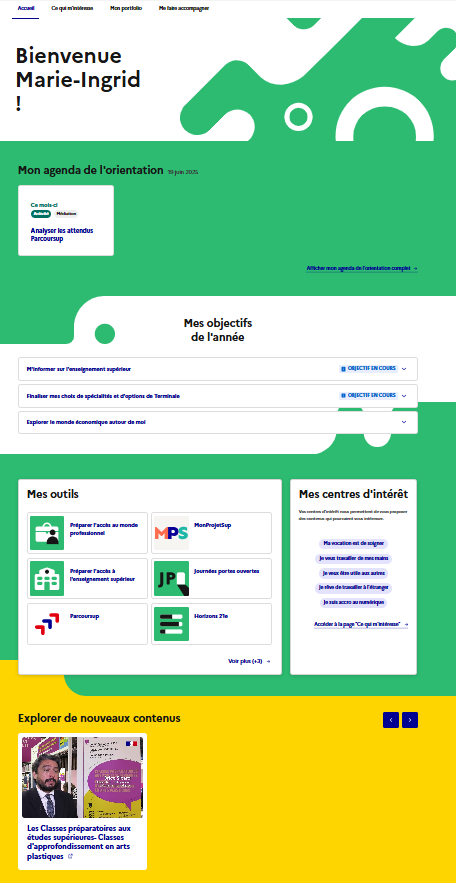 Accueil
Ce qui m'intéresse
Mon portfolio
Me faire accompagner
Bienvenue
Marie-Ingrid
!
Mon agenda de l'orientation
19 juin 2025
Ce mois-ci
Activité
Médiation
Analyser les attendus
Parcoursup
Afficher mon agenda de l'orientation complet
Mes objectifs
de l'année
M'informer sur l'enseignement supérieur
OBJECTIF EN COURS
Finaliser mes choix de spécialités et d'options de Terminale
OBJECTIF EN COURS
Explorer le monde économique autour de moi
Mes outils
Préparer l'accès au monde
professionnel
MPS
MonProjetSup
Préparer l'accès à
l'enseignement supérieur
JP
Journées portes ouvertes
Parcoursup
Horizons 21e
Voir plus (+3)
Mes centres d'intérêt
Vos centres d'intérêt vous permettent de vous proposer
des contenus qui pourraient vous intéresser.
Ma vocation est de soigner
Je veux travailler de mes mains
Je veux être utile aux autres
Je rêve de travailler à l'étranger
Je suis accro au numérique
Accéder à la page "Ce qui m'intéresse"
Explorer de nouveaux contenus
Les Classes préparatoires aux
études supérieures- Classes
d'approfondissement en arts
plastiques